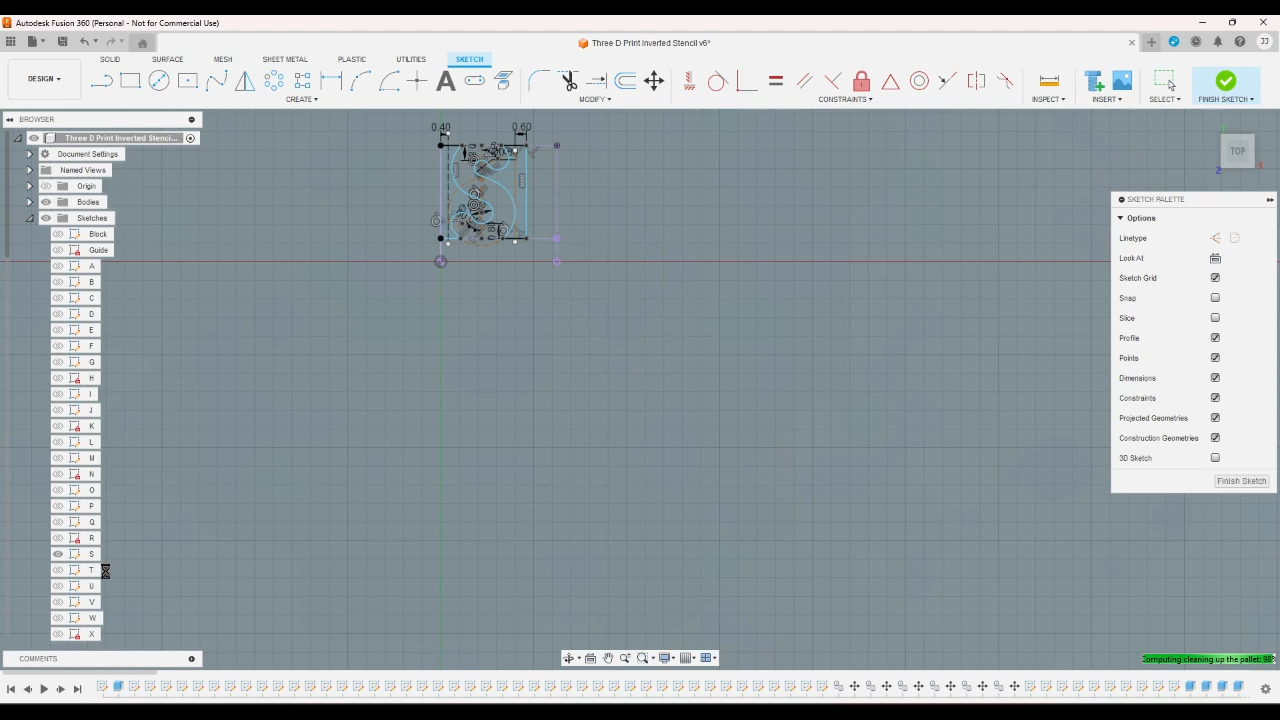 Autodesk Fusion 360 (Personal - Not for Commercial Use)
Three D Print Inverted Stencil v6*
JJ
SOLID SURFACE MESH SHEET METAL PLASTIC UTILITIES SKETCH
DESIGN
CREATE MODIFY CONSTRAINTS INSPECT INSERT SELECT FINISH SKETCH
BROWSER
Three D Print Inverted Stenci...
Document Settings
Named Views
Origin
Bodies
Sketches
Block
Guide
A
B
C
D
E
F
G
H
I
J
K
L
M
N
O
P
Q
R
S
T
U
V
W
X
0.40 0.60
TOP
Y
X
Z
SKETCH PALETTE
Options
Linetype
Look At
Sketch Grid
Snap
Slice
Profile
Points
Dimensions
Constraints
Projected Geometries
Construction Geometries
3D Sketch
Finish Sketch
COMMENTS
Computing cleaning up the pallet: 98%